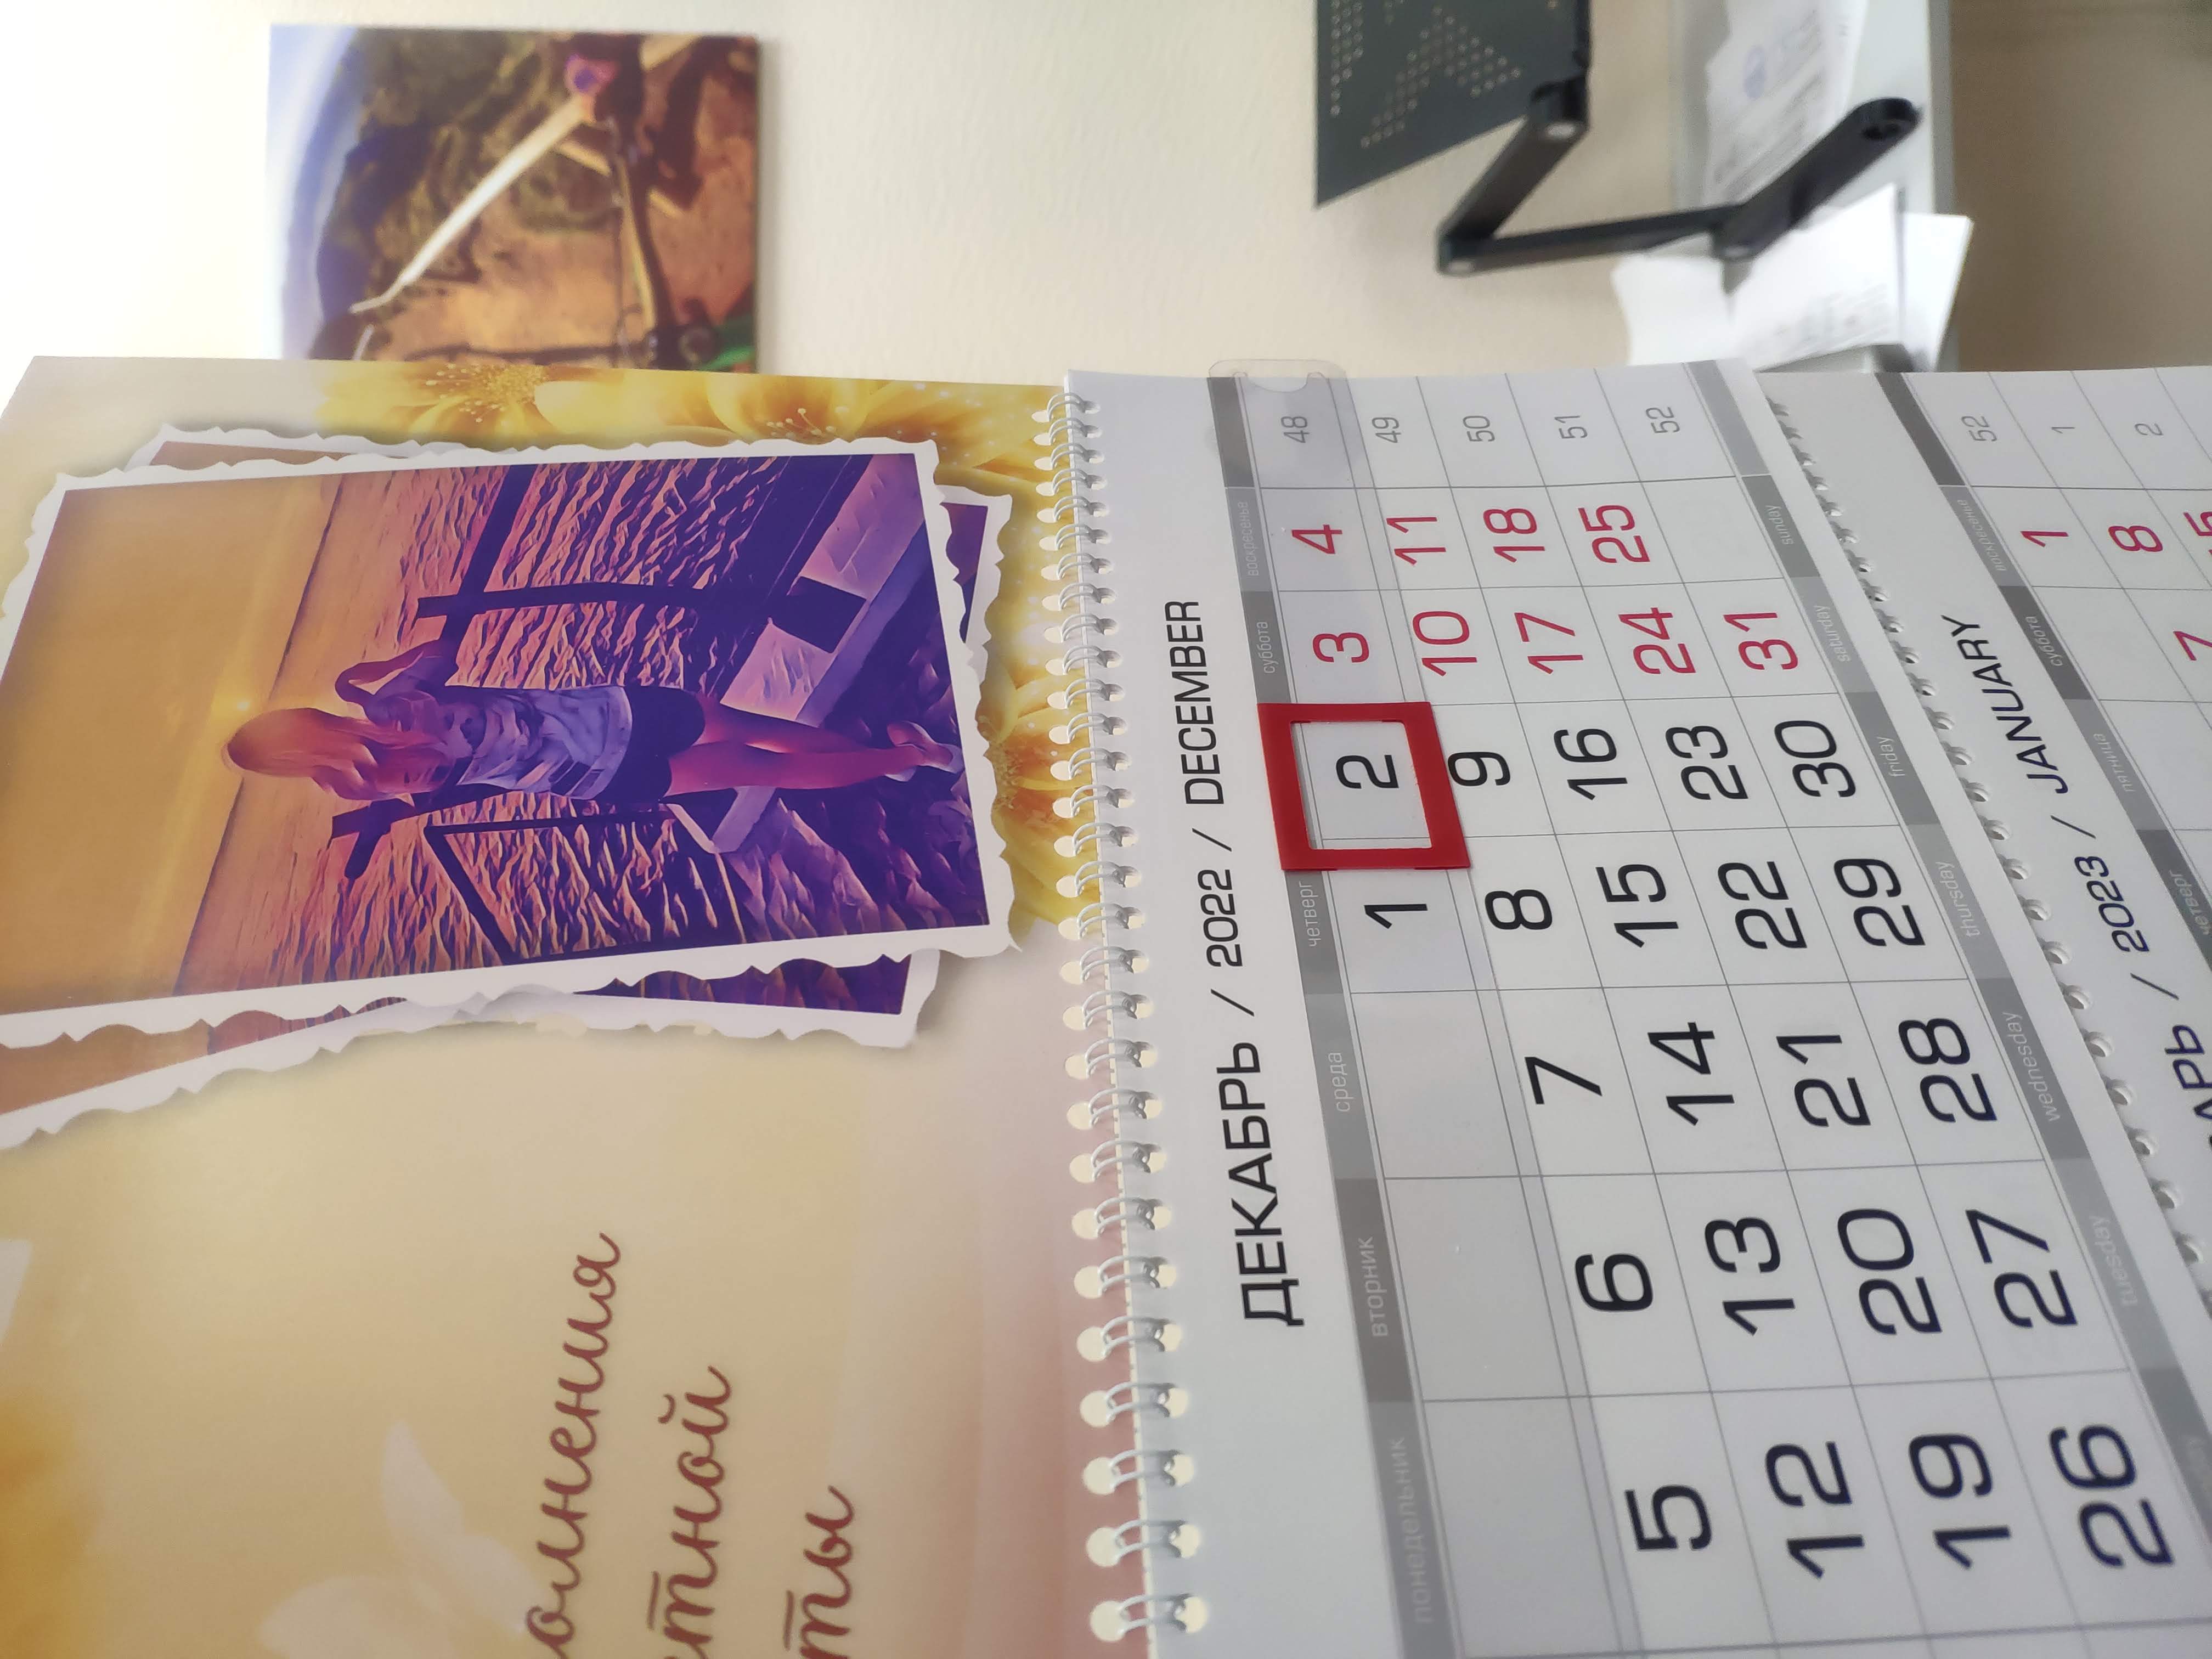 олнения
тной
ты
ДЕКАБРЬ / 2022 / DECEMBER
понедельник вторник среда четверг суббота воскресенье
1 2 3 4 48
5 6 7 8 9 10 11 49
12 13 14 15 16 17 18 50
19 20 21 22 23 24 25 51
26 27 28 29 30 31 52
tuesday wednesday thursday friday saturday sunday
АРЬ / 2023 / JANUARY
четверг пятница суббота воскресенье
1 52
7 8 1
15 2